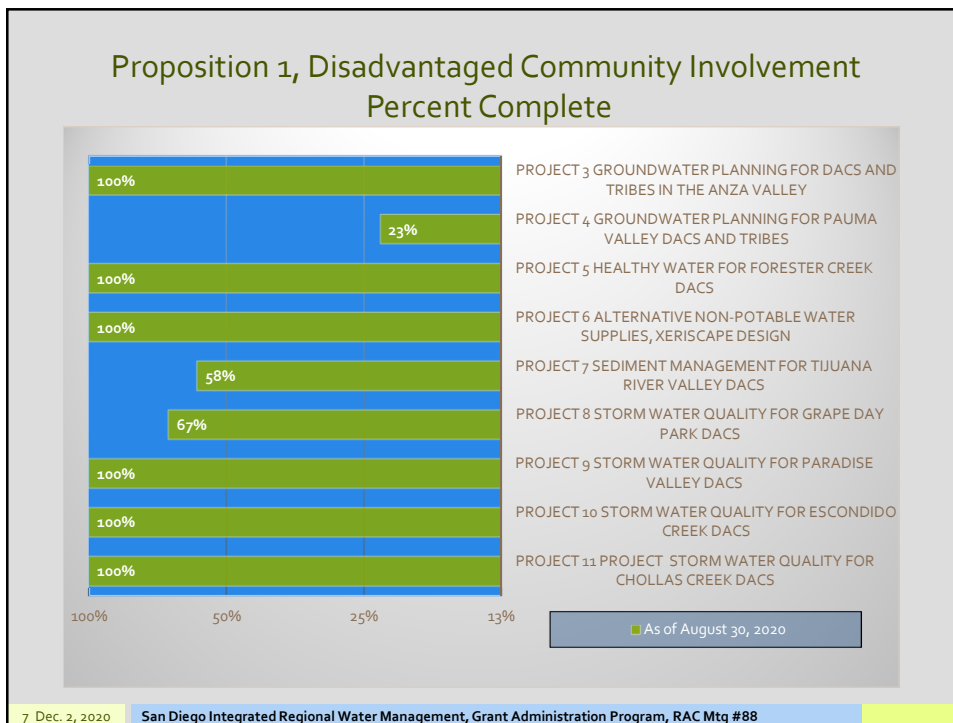 Proposition 1, Disadvantaged Community Involvement
Percent Complete
100%
PROJECT 3 GROUNDWATER PLANNING FOR DACS AND
TRIBES IN THE ANZA VALLEY
23%
PROJECT 4 GROUNDWATER PLANNING FOR PAUMA
VALLEY DACS AND TRIBES
100%
PROJECT 5 HEALTHY WATER FOR FORESTER CREEK
DACS
100%
PROJECT 6 ALTERNATIVE NON-POTABLE WATER
SUPPLIES, XERISCAPE DESIGN
58%
PROJECT 7 SEDIMENT MANAGEMENT FOR TIJUANA
RIVER VALLEY DACS
67%
PROJECT 8 STORM WATER QUALITY FOR GRAPE DAY
PARK DACS
100%
PROJECT 9 STORM WATER QUALITY FOR PARADISE
VALLEY DACS
100%
PROJECT 10 STORM WATER QUALITY FOR ESCONDIDO
CREEK DACS
100%
PROJECT 11 PROJECT STORM WATER QUALITY FOR
CHOLLAS CREEK DACS
100% 50% 25% 13%
As of August 30, 2020
7 Dec. 2, 2020 San Diego Integrated Regional Water Management, Grant Administration Program, RAC Mtg #88